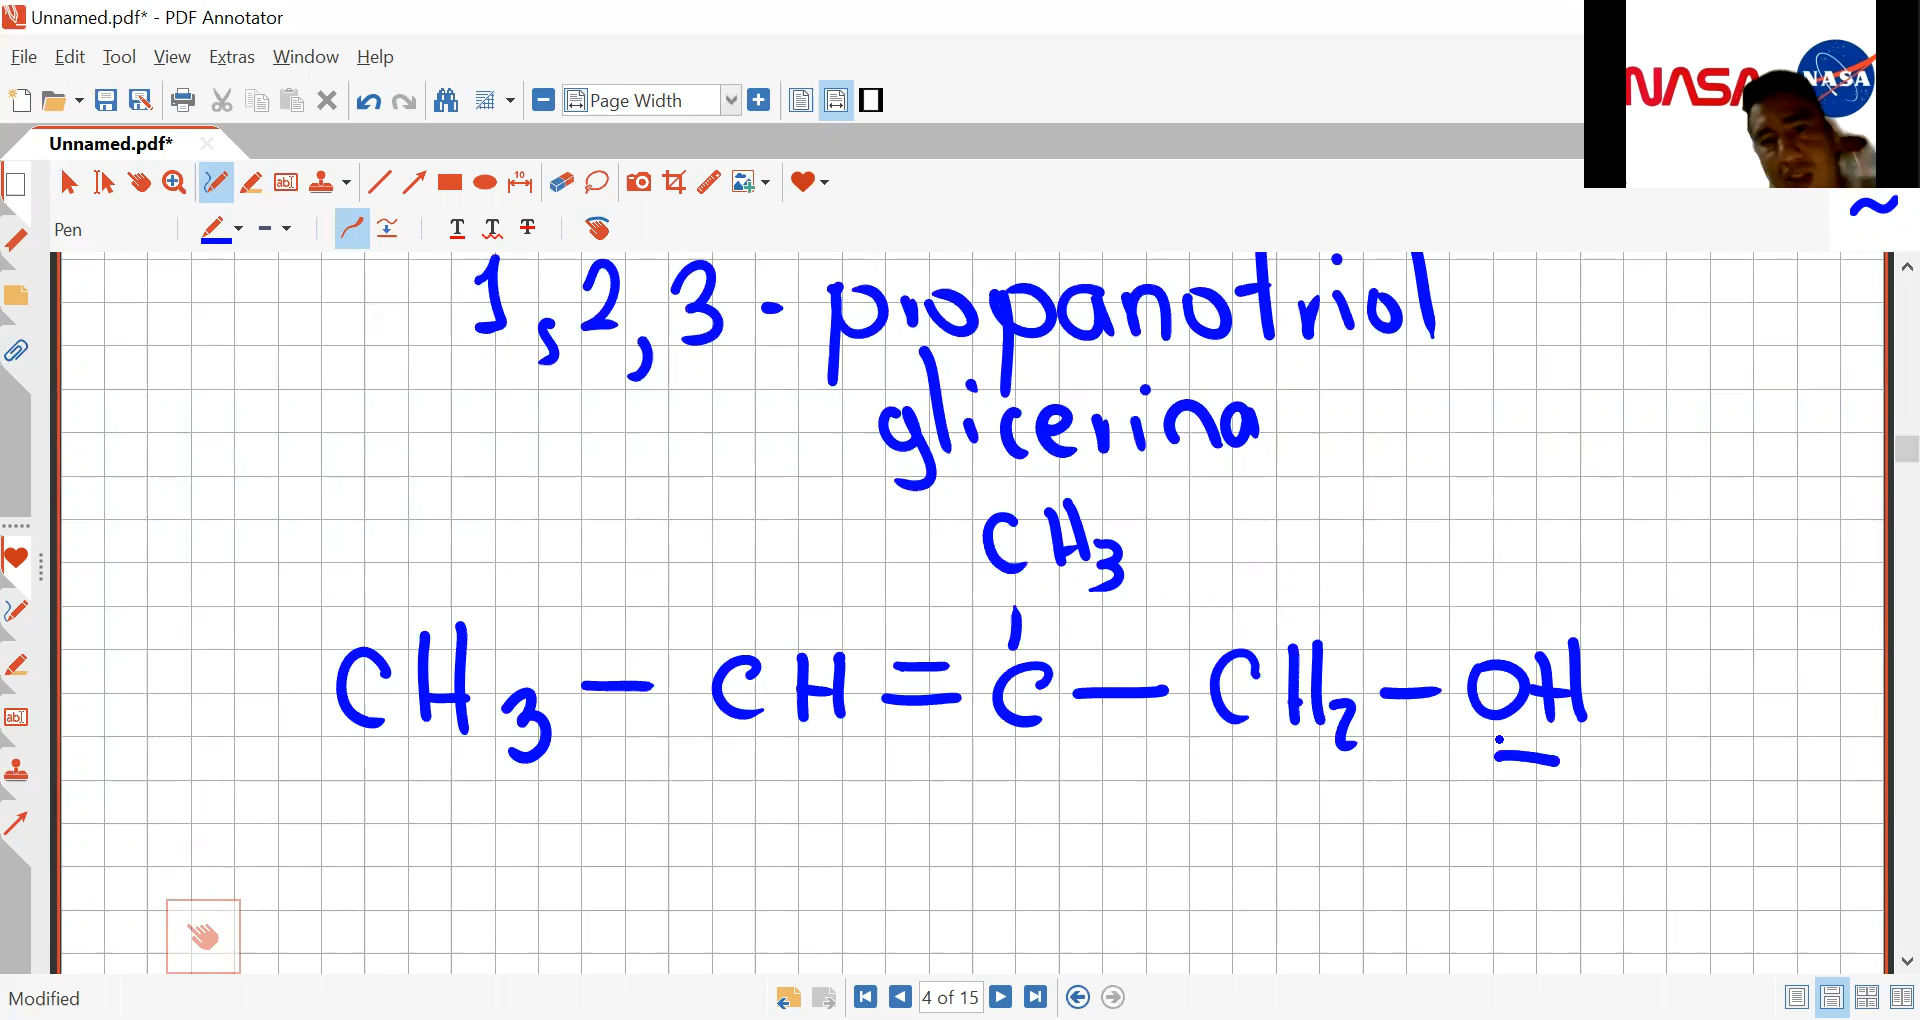 Unnamed.pdf* - PDF Annotator
File Edit Tool View Extras Window Help
Page Width
Unnamed.pdf*
Pen
NASA NASA
1,2,3 - propanotriol
glicerina
CH3
CH3 - CH = C - CH2 - OH
Modified
4 of 15